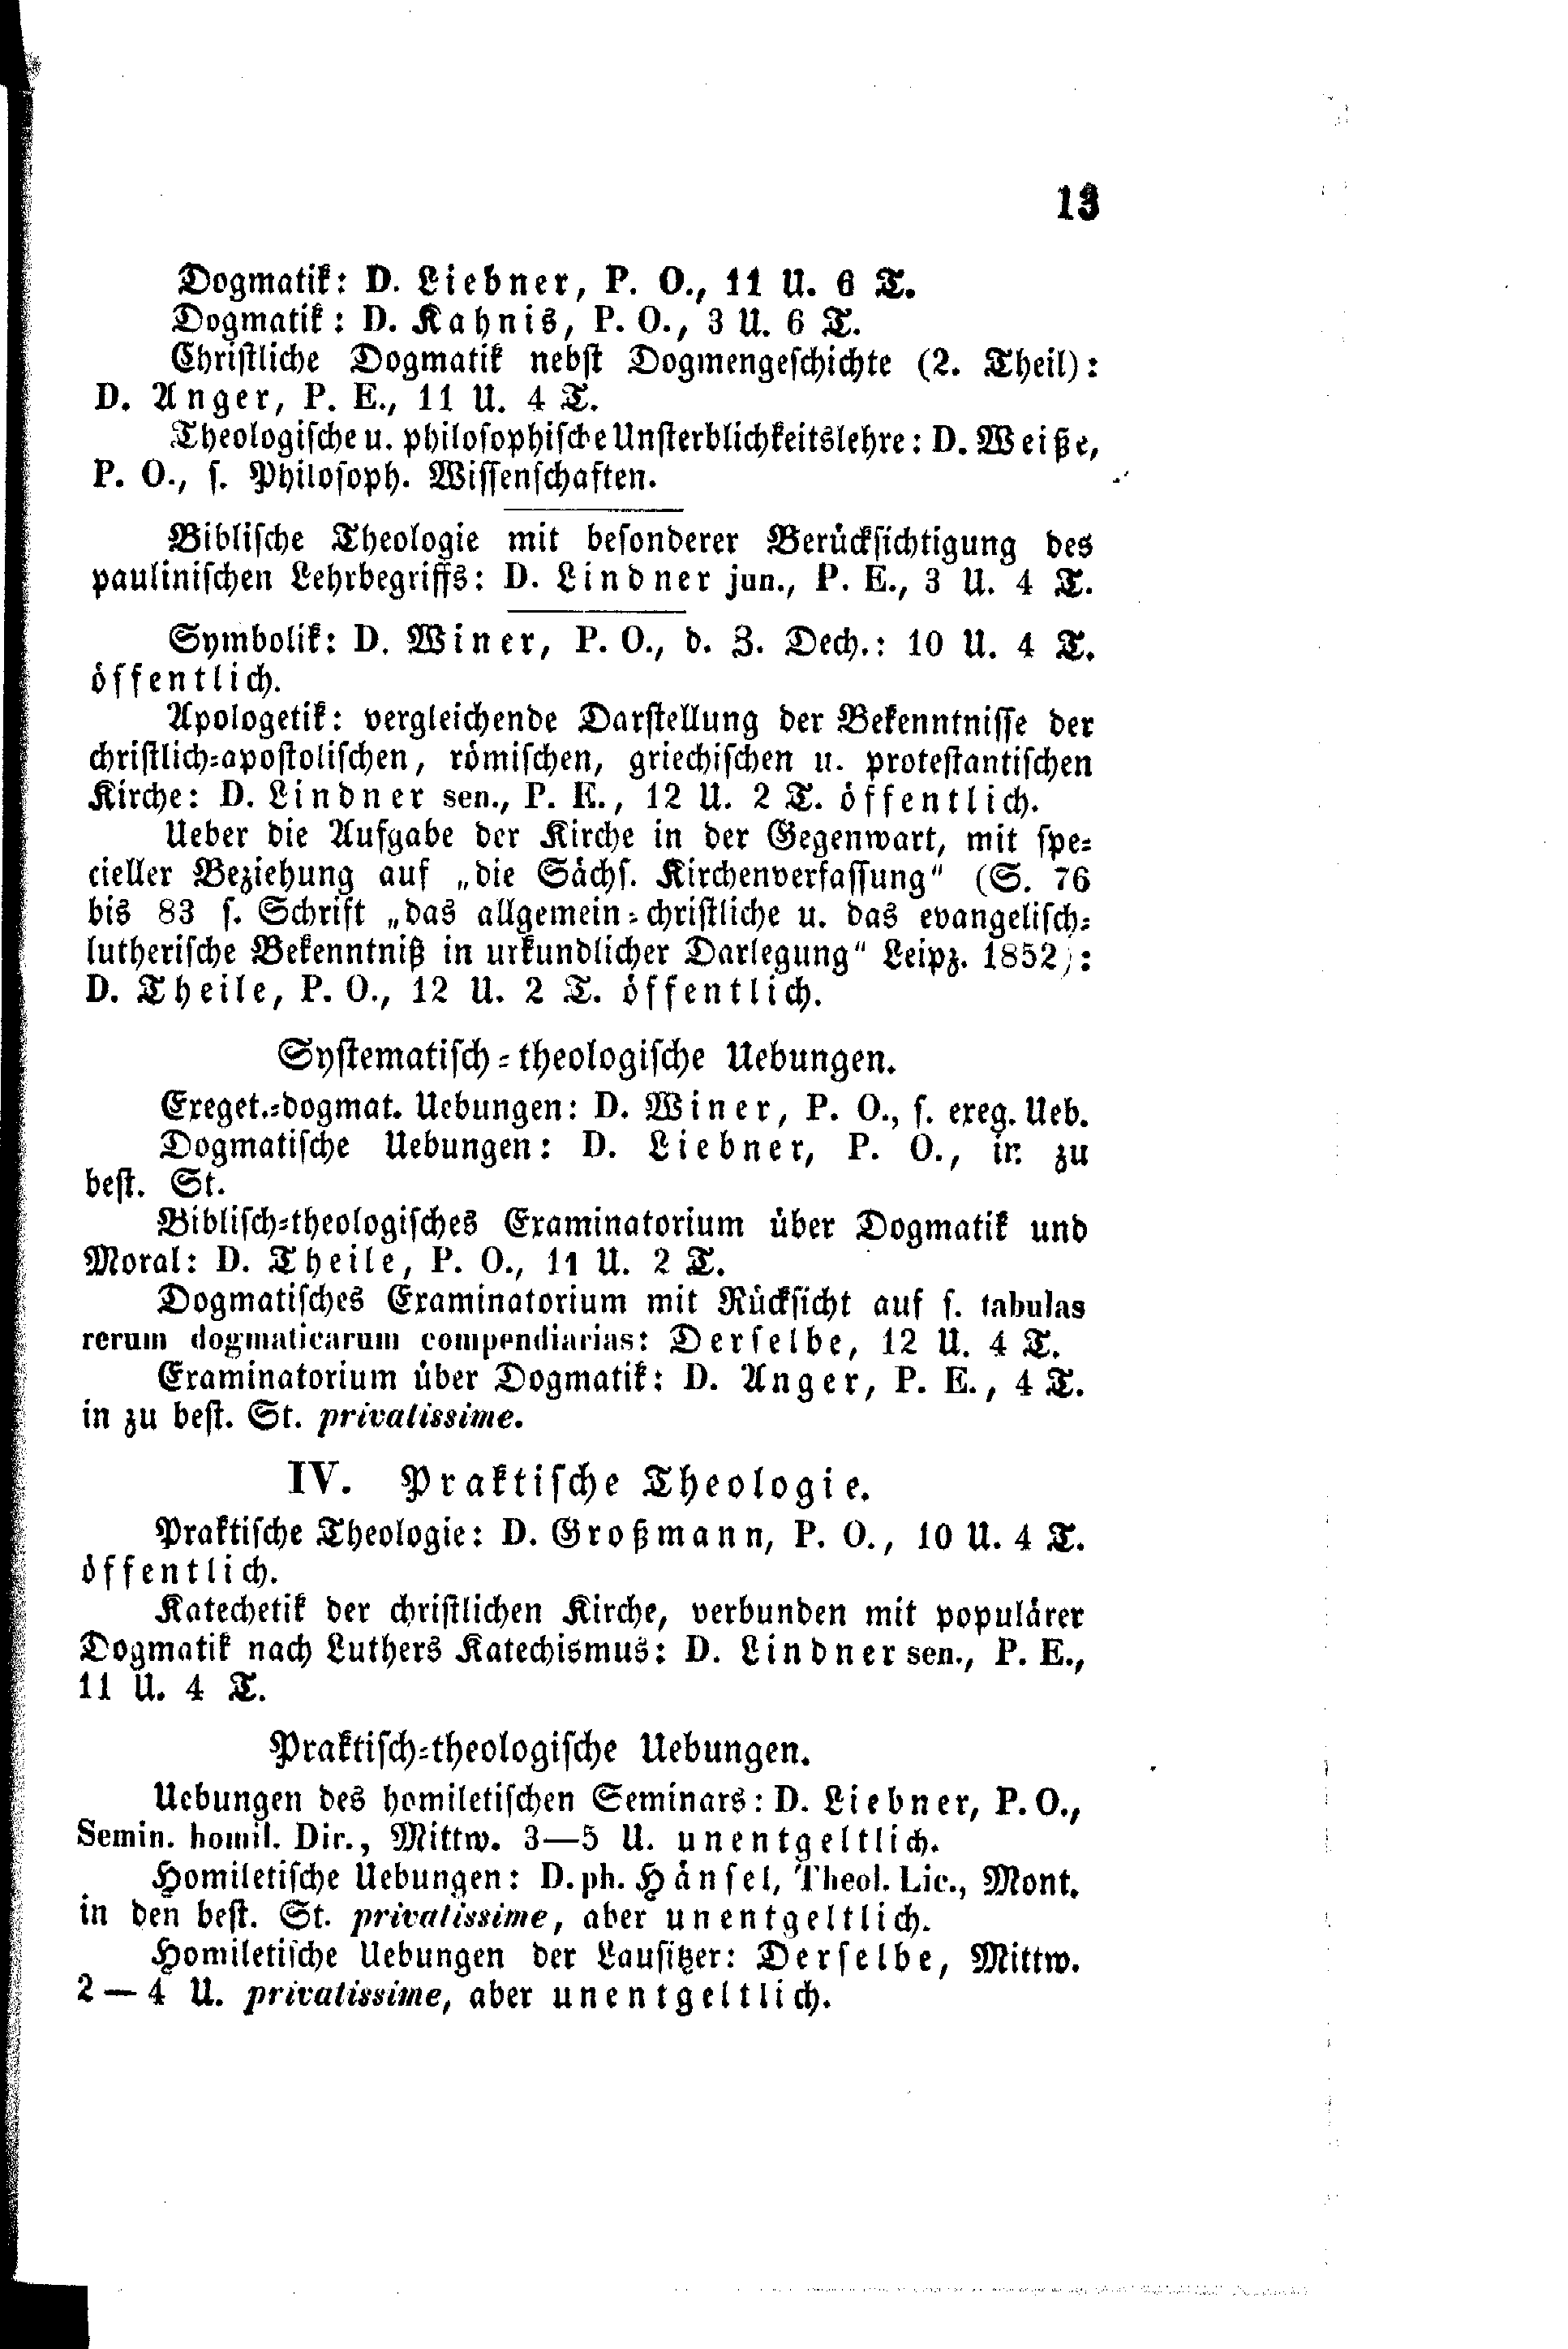 13
Dogmatik: D. Liebner, P. O., 11 U. 6 T.
Dogmatik: D. Kahnis, P. O., 3 U. 6 T.
Christliche Dogmatik nebst Dogmengeschichte (2. Theil):
D. Anger, P. E., 11 U. 4 T.
Theologische u. philosophische Unsterblichkeitslehre: D. Weiße,
P. O., s. Philosoph. Wissenschaften.
Biblische Theologie mit besonderer Berücksichtigung des
paulinischen Lehrbegriffs: D. Lindner jun., P. E., 3 U. 4 T.
Symbolik: D. Winer, P. O., d. Z. Dech.: 10 U. 4 T.
öffentlich.
Apologetik: vergleichende Darstellung der Bekenntnisse der
christlich-apostolischen, römischen, griechischen u. protestantischen
Kirche: D. Lindner sen., P. E., 12 U. 2 T. öffentlich.
Ueber die Aufgabe der Kirche in der Gegenwart, mit spe-
cieller Beziehung auf „die Sächs. Kirchenverfassung“ (S. 76
bis 83 s. Schrift „das allgemein-christliche u. das evangelisch-
lutherische Bekenntniß in urkundlicher Darlegung“ Leipz. 1852):
D. Theile, P. O., 12 U. 2 T. öffentlich.
Systematisch-theologische Uebungen.
Exeget.-dogmat. Uebungen: D. Winer, P. O., s. exeg. Ueb.
Dogmatische Uebungen: D. Liebner, P. O., in zu
best. St.
Biblisch-theologisches Examinatorium über Dogmatik und
Moral: D. Theile, P. O., 11 U. 2 T.
Dogmatisches Examinatorium mit Rücksicht auf s. tabulas
rerum dogmaticarum compendiarias: Derselbe, 12 U. 4 T.
Examinatorium über Dogmatik: D. Anger, P. E., 4 T.
in zu best. St. privatissime.
IV. Praktische Theologie.
Praktische Theologie: D. Großmann, P. O., 10 U. 4 T.
öffentlich.
Katechetik der christlichen Kirche, verbunden mit populärer
Dogmatik nach Luthers Katechismus: D. Lindner sen., P. E.,
11 U. 4 T.
Praktisch-theologische Uebungen.
Uebungen des homiletischen Seminars: D. Liebner, P. O.,
Semin. homil. Dir., Mittw. 3—5 U. unentgeltlich.
Homiletische Uebungen: D. ph. Hänsel, Theol. Lic., Mont.
in den best. St. privatissime, aber unentgeltlich.
Homiletische Uebungen der Lausitzer: Derselbe, Mittw.
2—4 U. privatissime, aber unentgeltlich.